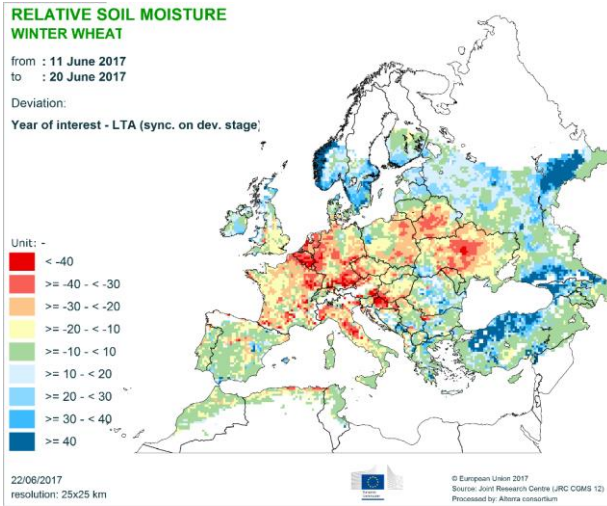 RELATIVE SOIL MOISTURE
WINTER WHEAT
from : 11 June 2017
to : 20 June 2017
Deviation:
Year of interest - LTA (sync. on dev. stage)
Unit: -
< -40
>= -40 - < -30
>= -30 - < -20
>= -20 - < -10
>= -10 - < 10
>= 10 - < 20
>= 20 - < 30
>= 30 - < 40
>= 40
22/06/2017
resolution: 25x25 km
© European Union 2017
Source: Joint Research Centre (JRC CGMS 12)
Processed by: Alterra consortium